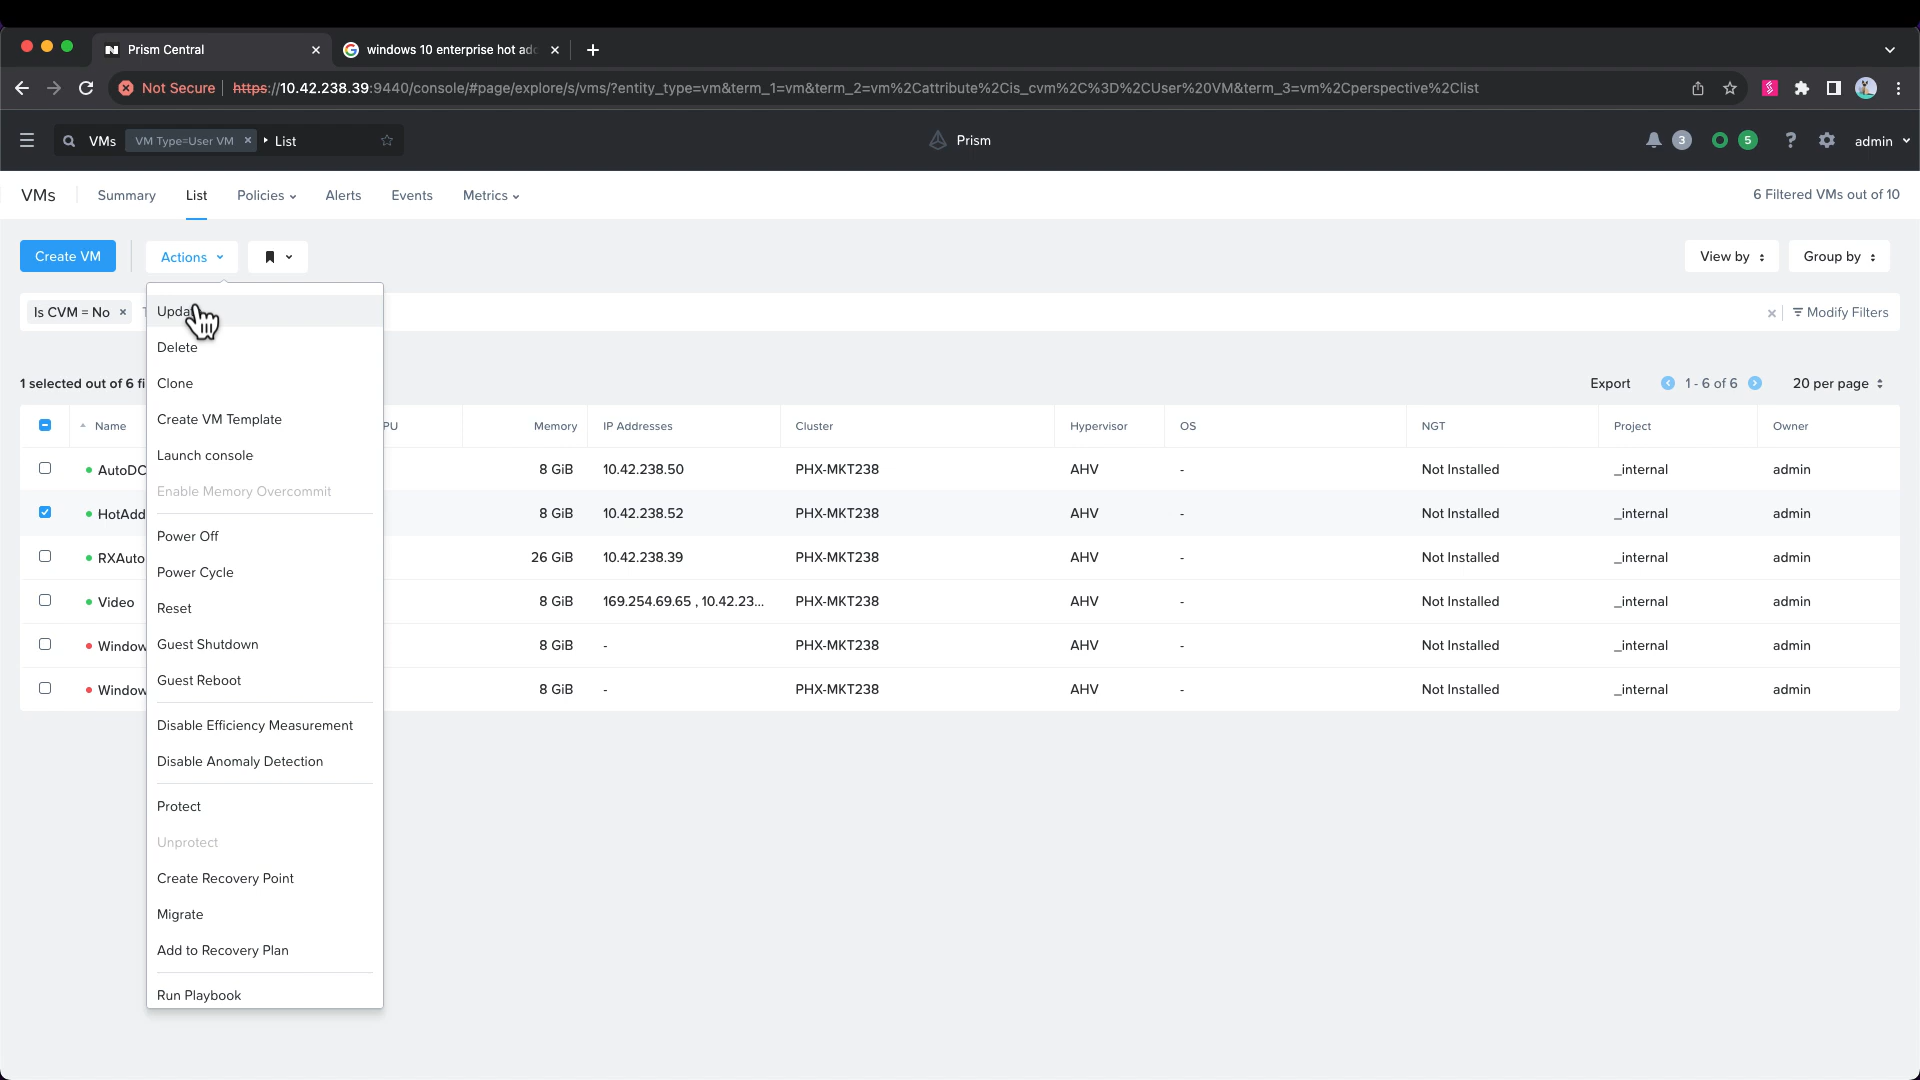 Prism Central
windows 10 enterprise hot ad
Not Secure https://10.42.238.39:9440/console/#page/explore/s/vms/?entity_type=vm&term_1=vm&term_2=vm%2Cattribute%2Cis_cvm%2C%3D%2CUser%20VM&term_3=vm%2Cperspective%2Clist
VMs VM Type=User VM × List
Prism
3 5 ? admin
VMs Summary List Policies Alerts Events Metrics 6 Filtered VMs out of 10
Create VM Actions View by Group by
Is CVM = No × Modify Filters
1 selected out of 6 fi Export 1 - 6 of 6 20 per page
Update
Delete
Clone
Create VM Template
Launch console
Enable Memory Overcommit
Power Off
Power Cycle
Reset
Guest Shutdown
Guest Reboot
Disable Efficiency Measurement
Disable Anomaly Detection
Protect
Unprotect
Create Recovery Point
Migrate
Add to Recovery Plan
Run Playbook
Name PU Memory IP Addresses Cluster Hypervisor OS NGT Project Owner
AutoDC 8 GiB 10.42.238.50 PHX-MKT238 AHV - Not Installed _internal admin
HotAdd 8 GiB 10.42.238.52 PHX-MKT238 AHV - Not Installed _internal admin
RXAuto 26 GiB 10.42.238.39 PHX-MKT238 AHV - Not Installed _internal admin
Video 8 GiB 169.254.69.65 , 10.42.23... PHX-MKT238 AHV - Not Installed _internal admin
Window 8 GiB - PHX-MKT238 AHV - Not Installed _internal admin
Window 8 GiB - PHX-MKT238 AHV - Not Installed _internal admin